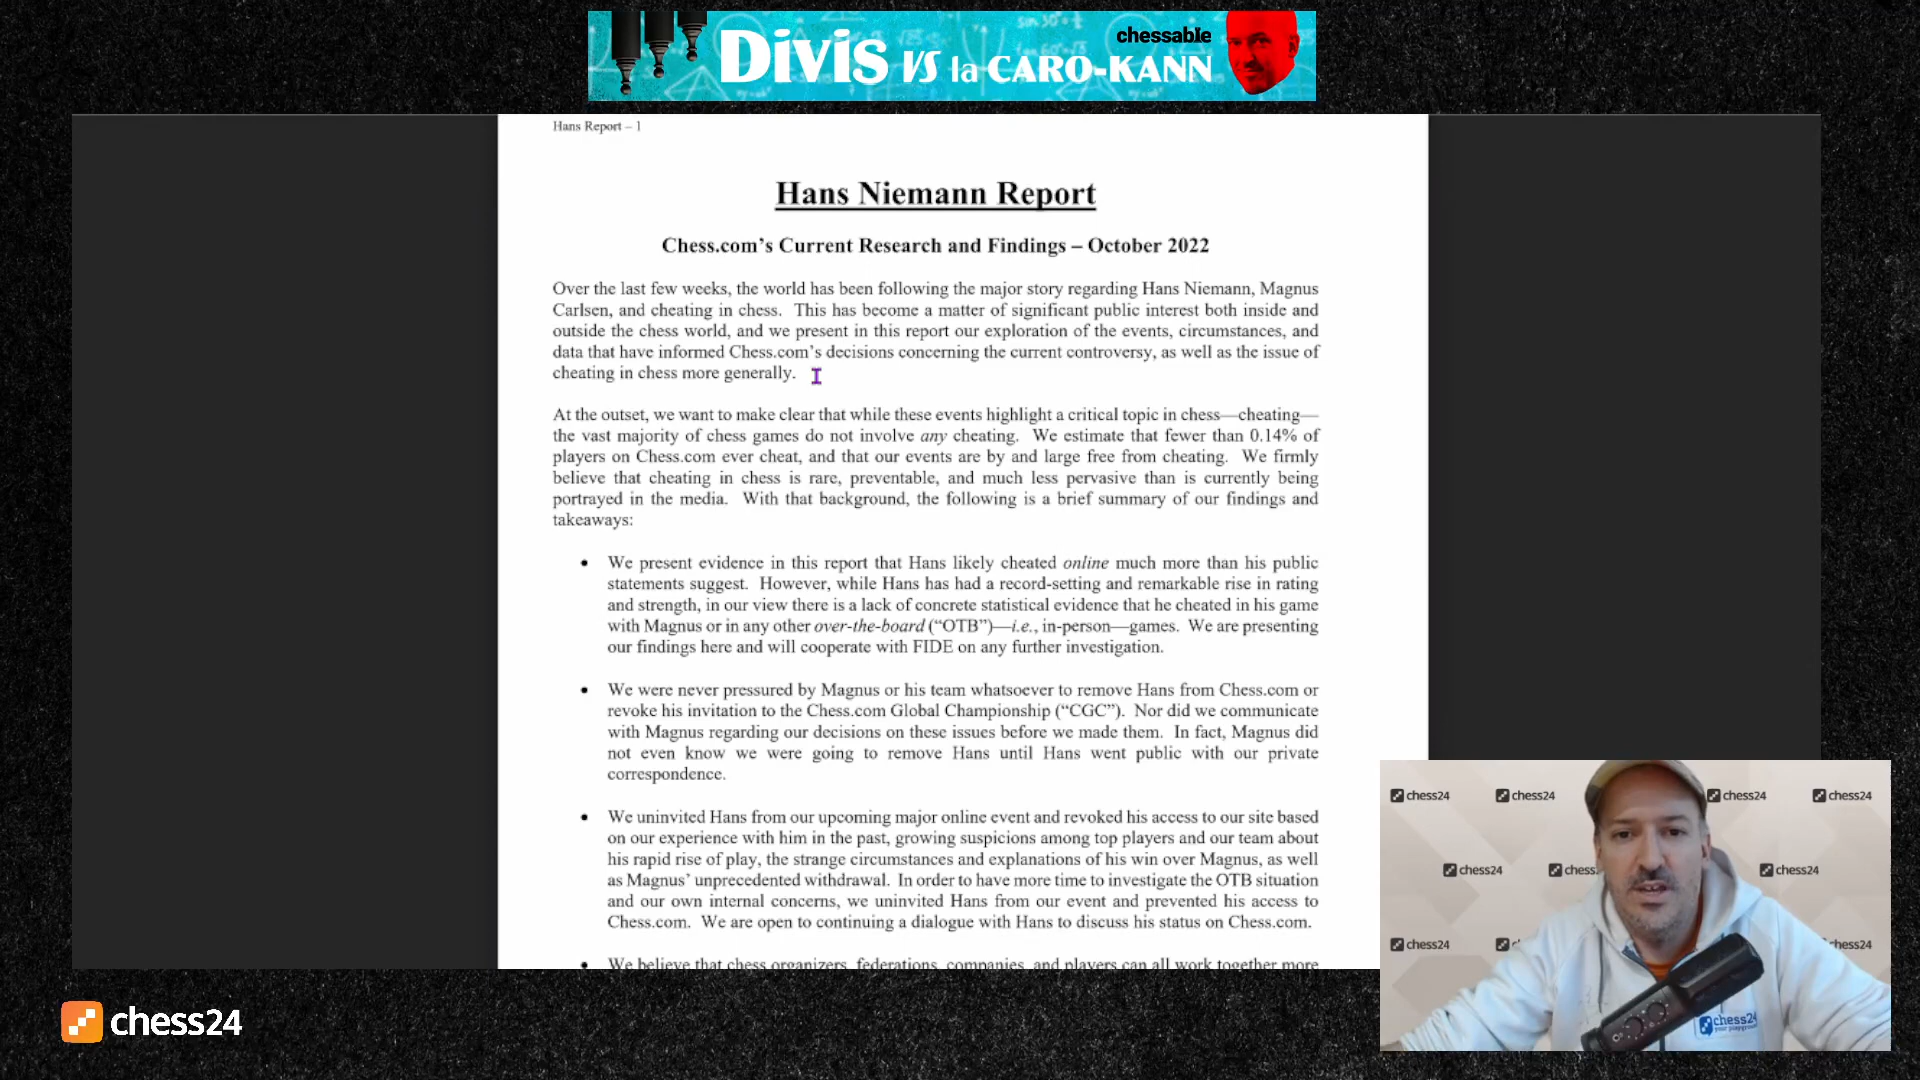 chessable
Divis vs la CARO-KANN
Hans Report – 1
Hans Niemann Report
Chess.com’s Current Research and Findings – October 2022
Over the last few weeks, the world has been following the major story regarding Hans Niemann, Magnus
Carlsen, and cheating in chess. This has become a matter of significant public interest both inside and
outside the chess world, and we present in this report our exploration of the events, circumstances, and
data that have informed Chess.com’s decisions concerning the current controversy, as well as the issue of
cheating in chess more generally.
At the outset, we want to make clear that while these events highlight a critical topic in chess—cheating—
the vast majority of chess games do not involve any cheating. We estimate that fewer than 0.14% of
players on Chess.com ever cheat, and that our events are by and large free from cheating. We firmly
believe that cheating in chess is rare, preventable, and much less pervasive than is currently being
portrayed in the media. With that background, the following is a brief summary of our findings and
takeaways:
• We present evidence in this report that Hans likely cheated online much more than his public
statements suggest. However, while Hans has had a record-setting and remarkable rise in rating
and strength, in our view there is a lack of concrete statistical evidence that he cheated in his game
with Magnus or in any other over-the-board (“OTB”)—i.e., in-person—games. We are presenting
our findings here and will cooperate with FIDE on any further investigation.
• We were never pressured by Magnus or his team whatsoever to remove Hans from Chess.com or
revoke his invitation to the Chess.com Global Championship (“CGC”). Nor did we communicate
with Magnus regarding our decisions on these issues before we made them. In fact, Magnus did
not even know we were going to remove Hans until Hans went public with our private
correspondence.
• We uninvited Hans from our upcoming major online event and revoked his access to our site based
on our experience with him in the past, growing suspicions among top players and our team about
his rapid rise of play, the strange circumstances and explanations of his win over Magnus, as well
as Magnus’ unprecedented withdrawal. In order to have more time to investigate the OTB situation
and our own internal concerns, we uninvited Hans from our event and prevented his access to
Chess.com. We are open to continuing a dialogue with Hans to discuss his status on Chess.com.
• We believe that chess organizers, federations, companies, and players can all work together more
chess24 chess24 chess24 chess24
chess24 chess chess24
chess24 chess24
chess24
chess24